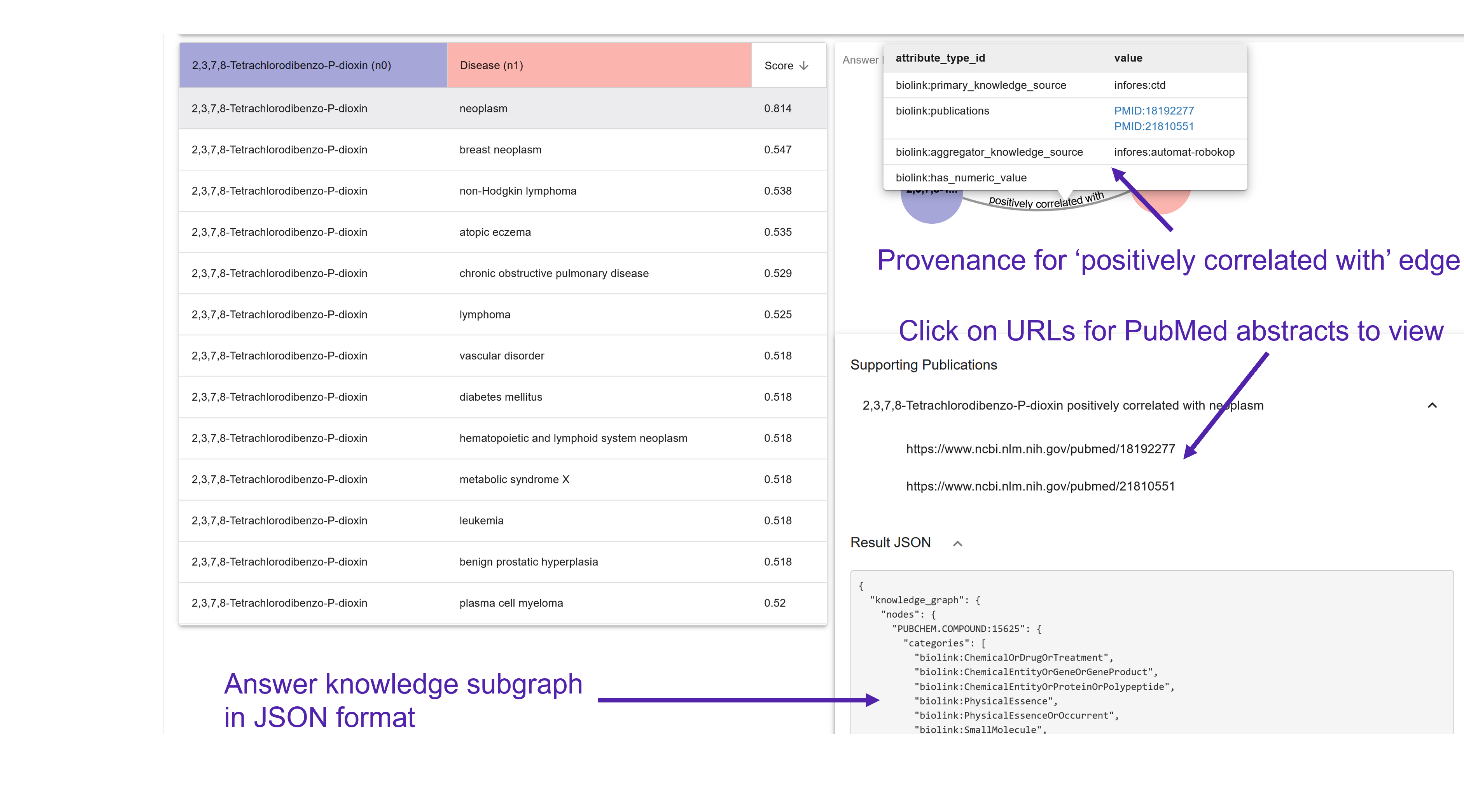 2,3,7,8-Tetrachlorodibenzo-P-dioxin (n0) Disease (n1) Score
2,3,7,8-Tetrachlorodibenzo-P-dioxin neoplasm 0.814
2,3,7,8-Tetrachlorodibenzo-P-dioxin breast neoplasm 0.547
2,3,7,8-Tetrachlorodibenzo-P-dioxin non-Hodgkin lymphoma 0.538
2,3,7,8-Tetrachlorodibenzo-P-dioxin atopic eczema 0.535
2,3,7,8-Tetrachlorodibenzo-P-dioxin chronic obstructive pulmonary disease 0.529
2,3,7,8-Tetrachlorodibenzo-P-dioxin lymphoma 0.525
2,3,7,8-Tetrachlorodibenzo-P-dioxin vascular disorder 0.518
2,3,7,8-Tetrachlorodibenzo-P-dioxin diabetes mellitus 0.518
2,3,7,8-Tetrachlorodibenzo-P-dioxin hematopoietic and lymphoid system neoplasm 0.518
2,3,7,8-Tetrachlorodibenzo-P-dioxin metabolic syndrome X 0.518
2,3,7,8-Tetrachlorodibenzo-P-dioxin leukemia 0.518
2,3,7,8-Tetrachlorodibenzo-P-dioxin benign prostatic hyperplasia 0.518
2,3,7,8-Tetrachlorodibenzo-P-dioxin plasma cell myeloma 0.52
Answer knowledge subgraph
in JSON format
Answer
attribute_type_id value
biolink:primary_knowledge_source infores:ctd
biolink:publications PMID:18192277
PMID:21810551
biolink:aggregator_knowledge_source infores:automat-robokop
biolink:has_numeric_value
positively correlated with
Provenance for ‘positively correlated with’ edge
Click on URLs for PubMed abstracts to view
Supporting Publications
2,3,7,8-Tetrachlorodibenzo-P-dioxin positively correlated with neoplasm
https://www.ncbi.nlm.nih.gov/pubmed/18192277
https://www.ncbi.nlm.nih.gov/pubmed/21810551
Result JSON
{
"knowledge_graph": {
"nodes": {
"PUBCHEM.COMPOUND:15625": {
"categories": [
"biolink:ChemicalOrDrugOrTreatment",
"biolink:ChemicalEntityOrGeneOrGeneProduct",
"biolink:ChemicalEntityOrProteinOrPolypeptide",
"biolink:PhysicalEssence",
"biolink:PhysicalEssenceOrOccurrent",
"biolink:SmallMolecule",